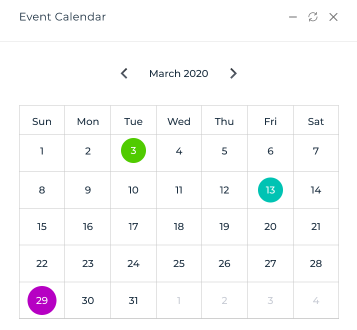 Event Calendar
March 2020
Sun Mon Tue Wed Thu Fri Sat
1 2 3 4 5 6 7
8 9 10 11 12 13 14
15 16 17 18 19 20 21
22 23 24 25 26 27 28
29 30 31 1 2 3 4